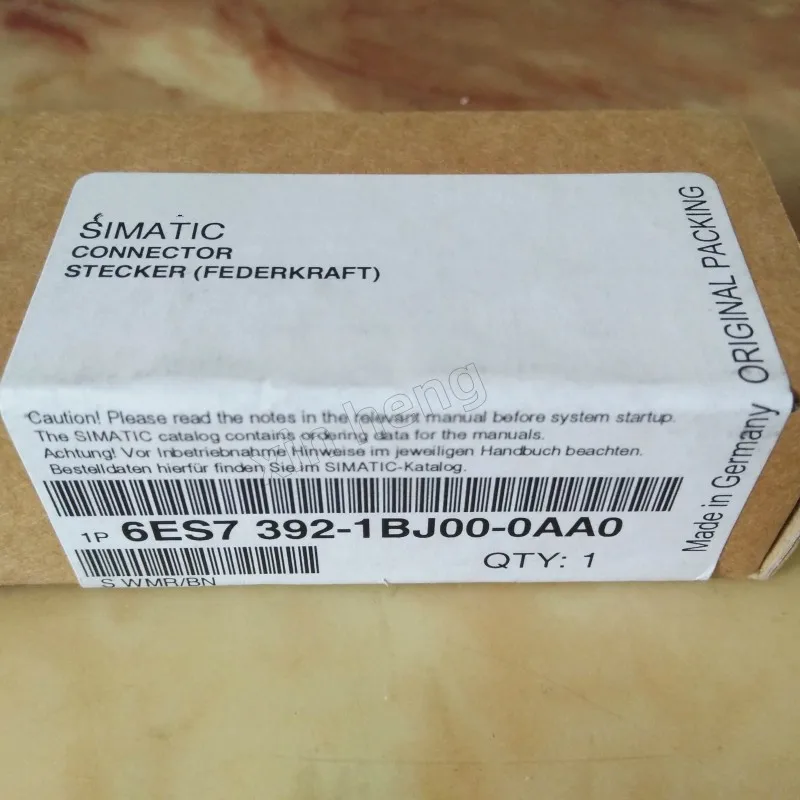 SIMATIC
CONNECTOR
STECKER (FEDERKRAFT)
Caution! Please read the notes in the relevant manual before system startup.
The SIMATIC catalog contains ordering data for the manuals.
Achtung! Vor Inbetriebnahme Hinweise im jeweiligen Handbuch beachten.
Bestelldaten hierfür finden Sie im SIMATIC-Katalog.
1P 6ES7 392-1BJ00-0AA0
QTY: 1
S WMR/BN
Made in Germany ORIGINAL PACKING
xin heng